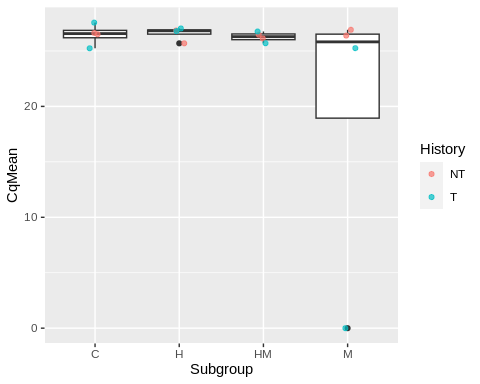 CqMean
20
10
0
C H HM M
Subgroup
History
NT
T